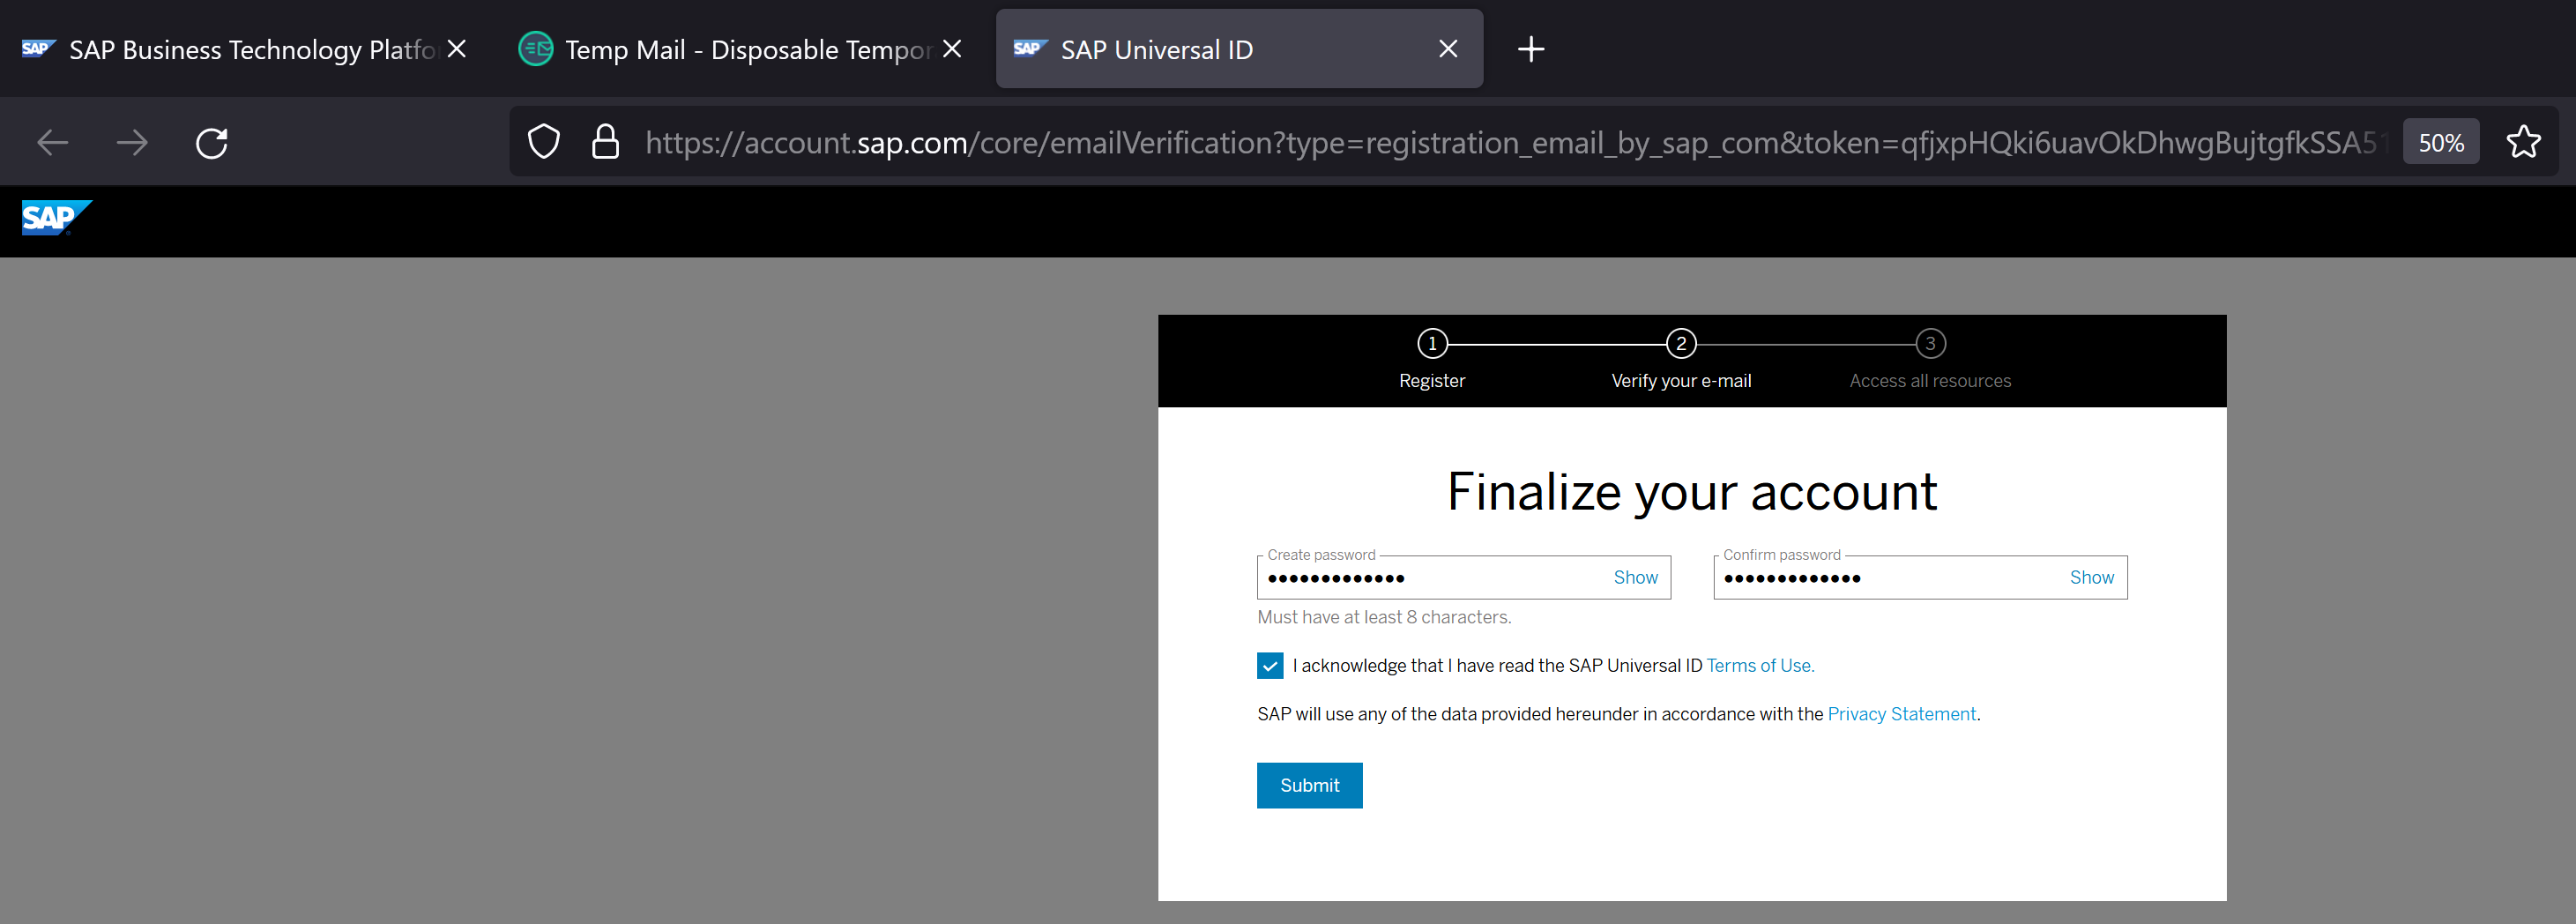 SAP SAP Business Technology Platfo
Temp Mail - Disposable Tempor
SAP SAP Universal ID
https://account.sap.com/core/emailVerification?type=registration_email_by_sap_com&token=qfjxpHQki6uavOkDhwgBujtgfkSSA51
50%
SAP
1 2 3
Register Verify your e-mail Access all resources
Finalize your account
Create password Confirm password
Show Show
Must have at least 8 characters.
I acknowledge that I have read the SAP Universal ID Terms of Use.
SAP will use any of the data provided hereunder in accordance with the Privacy Statement.
Submit